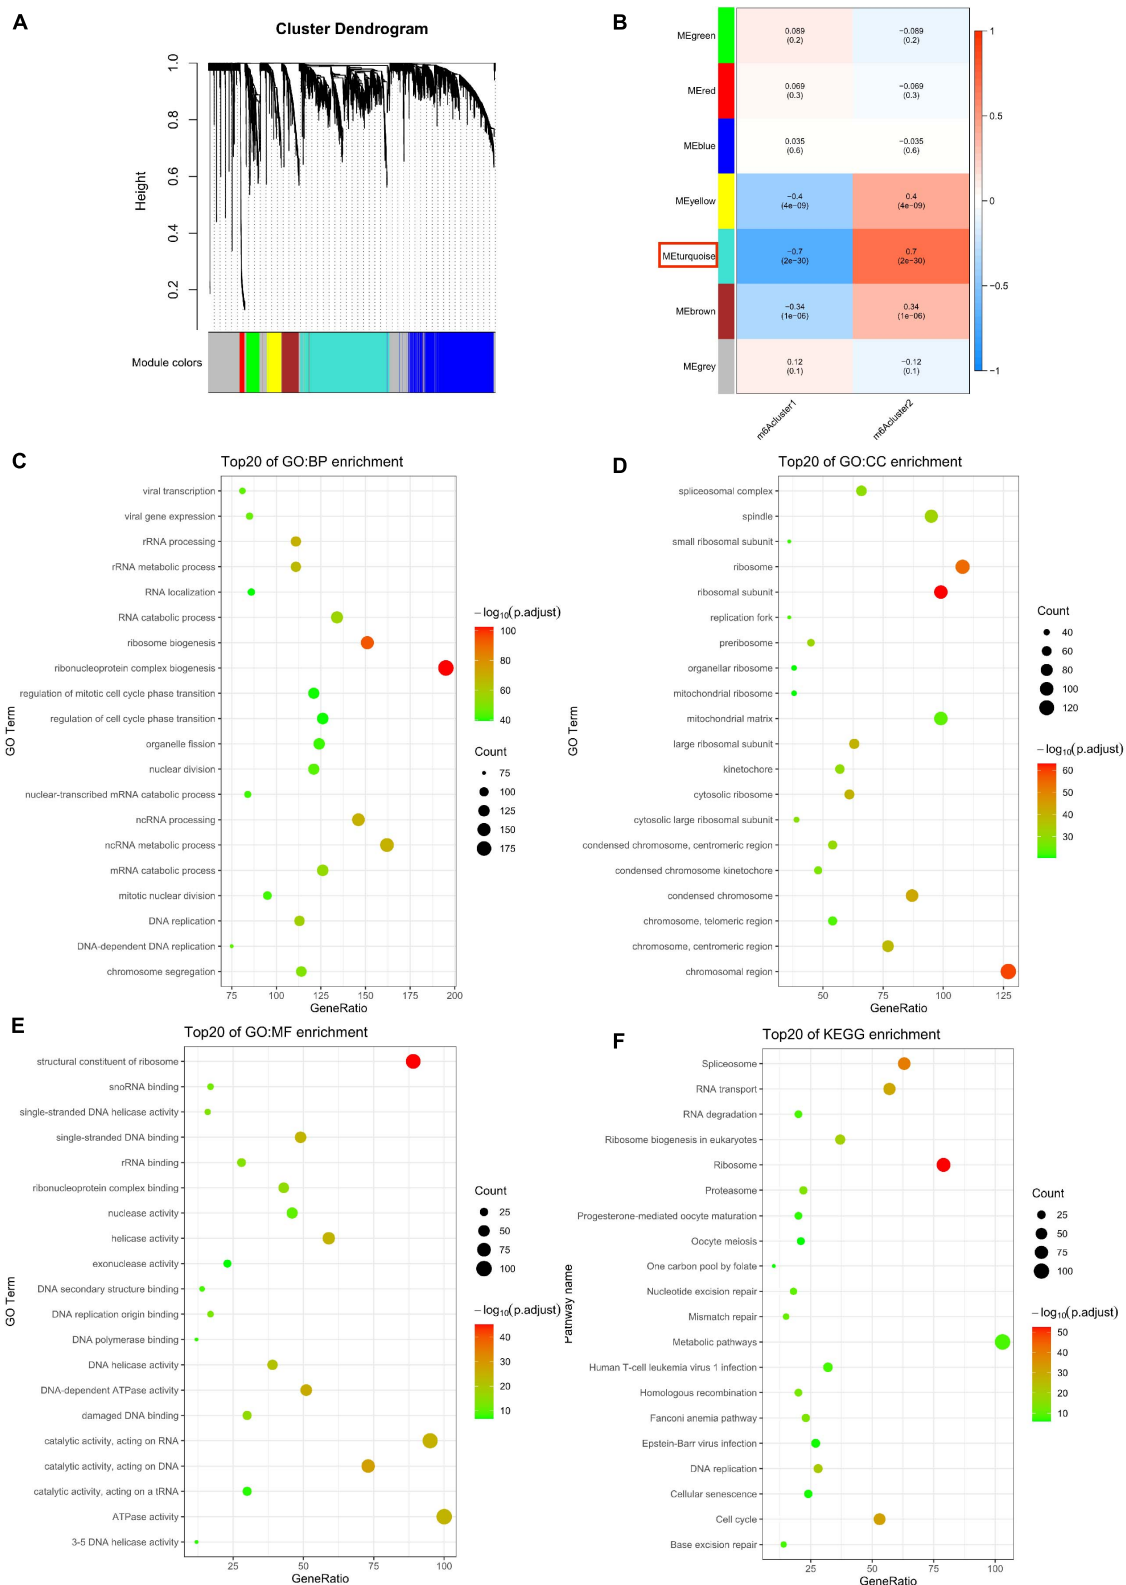 A
Cluster Dendrogram
Height
1.0
0.8
0.6
0.4
0.2
Module colors
B
MEgreen
0.089
(0.2)
−0.089
(0.2)
MEred
0.069
(0.3)
−0.069
(0.3)
MEblue
0.035
(0.6)
−0.035
(0.6)
MEyellow
−0.4
(4e−09)
0.4
(4e−09)
MEturquoise
−0.7
(2e−30)
0.7
(2e−30)
MEbrown
−0.34
(1e−06)
0.34
(1e−06)
MEgrey
0.12
(0.1)
−0.12
(0.1)
m6Acluster1
m6Acluster2
1
0.5
0
−0.5
−1
C
Top20 of GO:BP enrichment
GO Term
viral transcription
viral gene expression
rRNA processing
rRNA metabolic process
RNA localization
RNA catabolic process
ribosome biogenesis
ribonucleoprotein complex biogenesis
regulation of mitotic cell cycle phase transition
regulation of cell cycle phase transition
organelle fission
nuclear division
nuclear-transcribed mRNA catabolic process
ncRNA processing
ncRNA metabolic process
mRNA catabolic process
mitotic nuclear division
DNA replication
DNA-dependent DNA replication
chromosome segregation
75 100 125 150 175 200
GeneRatio
−log10(p.adjust)
100
80
60
40
Count
75
100
125
150
175
D
Top20 of GO:CC enrichment
GO Term
spliceosomal complex
spindle
small ribosomal subunit
ribosome
ribosomal subunit
replication fork
preribosome
organellar ribosome
mitochondrial ribosome
mitochondrial matrix
large ribosomal subunit
kinetochore
cytosolic ribosome
cytosolic large ribosomal subunit
condensed chromosome, centromeric region
condensed chromosome kinetochore
condensed chromosome
chromosome, telomeric region
chromosome, centromeric region
chromosomal region
50 75 100 125
GeneRatio
Count
40
60
80
100
120
−log10(p.adjust)
60
50
40
30
E
Top20 of GO:MF enrichment
GO Term
structural constituent of ribosome
snoRNA binding
single-stranded DNA helicase activity
single-stranded DNA binding
rRNA binding
ribonucleoprotein complex binding
nuclease activity
helicase activity
exonuclease activity
DNA secondary structure binding
DNA replication origin binding
DNA polymerase binding
DNA helicase activity
DNA-dependent ATPase activity
damaged DNA binding
catalytic activity, acting on RNA
catalytic activity, acting on DNA
catalytic activity, acting on a tRNA
ATPase activity
3-5 DNA helicase activity
25 50 75 100
GeneRatio
Count
25
50
75
100
−log10(p.adjust)
40
30
20
10
F
Top20 of KEGG enrichment
Pathway name
Spliceosome
RNA transport
RNA degradation
Ribosome biogenesis in eukaryotes
Ribosome
Proteasome
Progesterone-mediated oocyte maturation
Oocyte meiosis
One carbon pool by folate
Nucleotide excision repair
Mismatch repair
Metabolic pathways
Human T-cell leukemia virus 1 infection
Homologous recombination
Fanconi anemia pathway
Epstein-Barr virus infection
DNA replication
Cellular senescence
Cell cycle
Base excision repair
25 50 75 100
GeneRatio
Count
25
50
75
100
−log10(p.adjust)
50
40
30
20
10